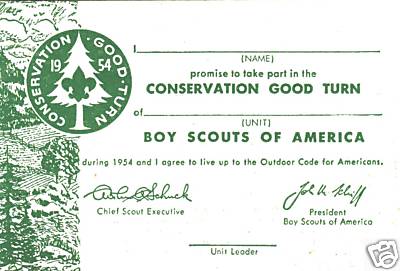 CONSERVATION GOOD TURN
19 54
I
(NAME)
promise to take part in the
CONSERVATION GOOD TURN
of
(UNIT)
BOY SCOUTS OF AMERICA
during 1954 and I agree to live up to the Outdoor Code for Americans.
Chief Scout Executive
President
Boy Scouts of America
Unit Leader
ebY